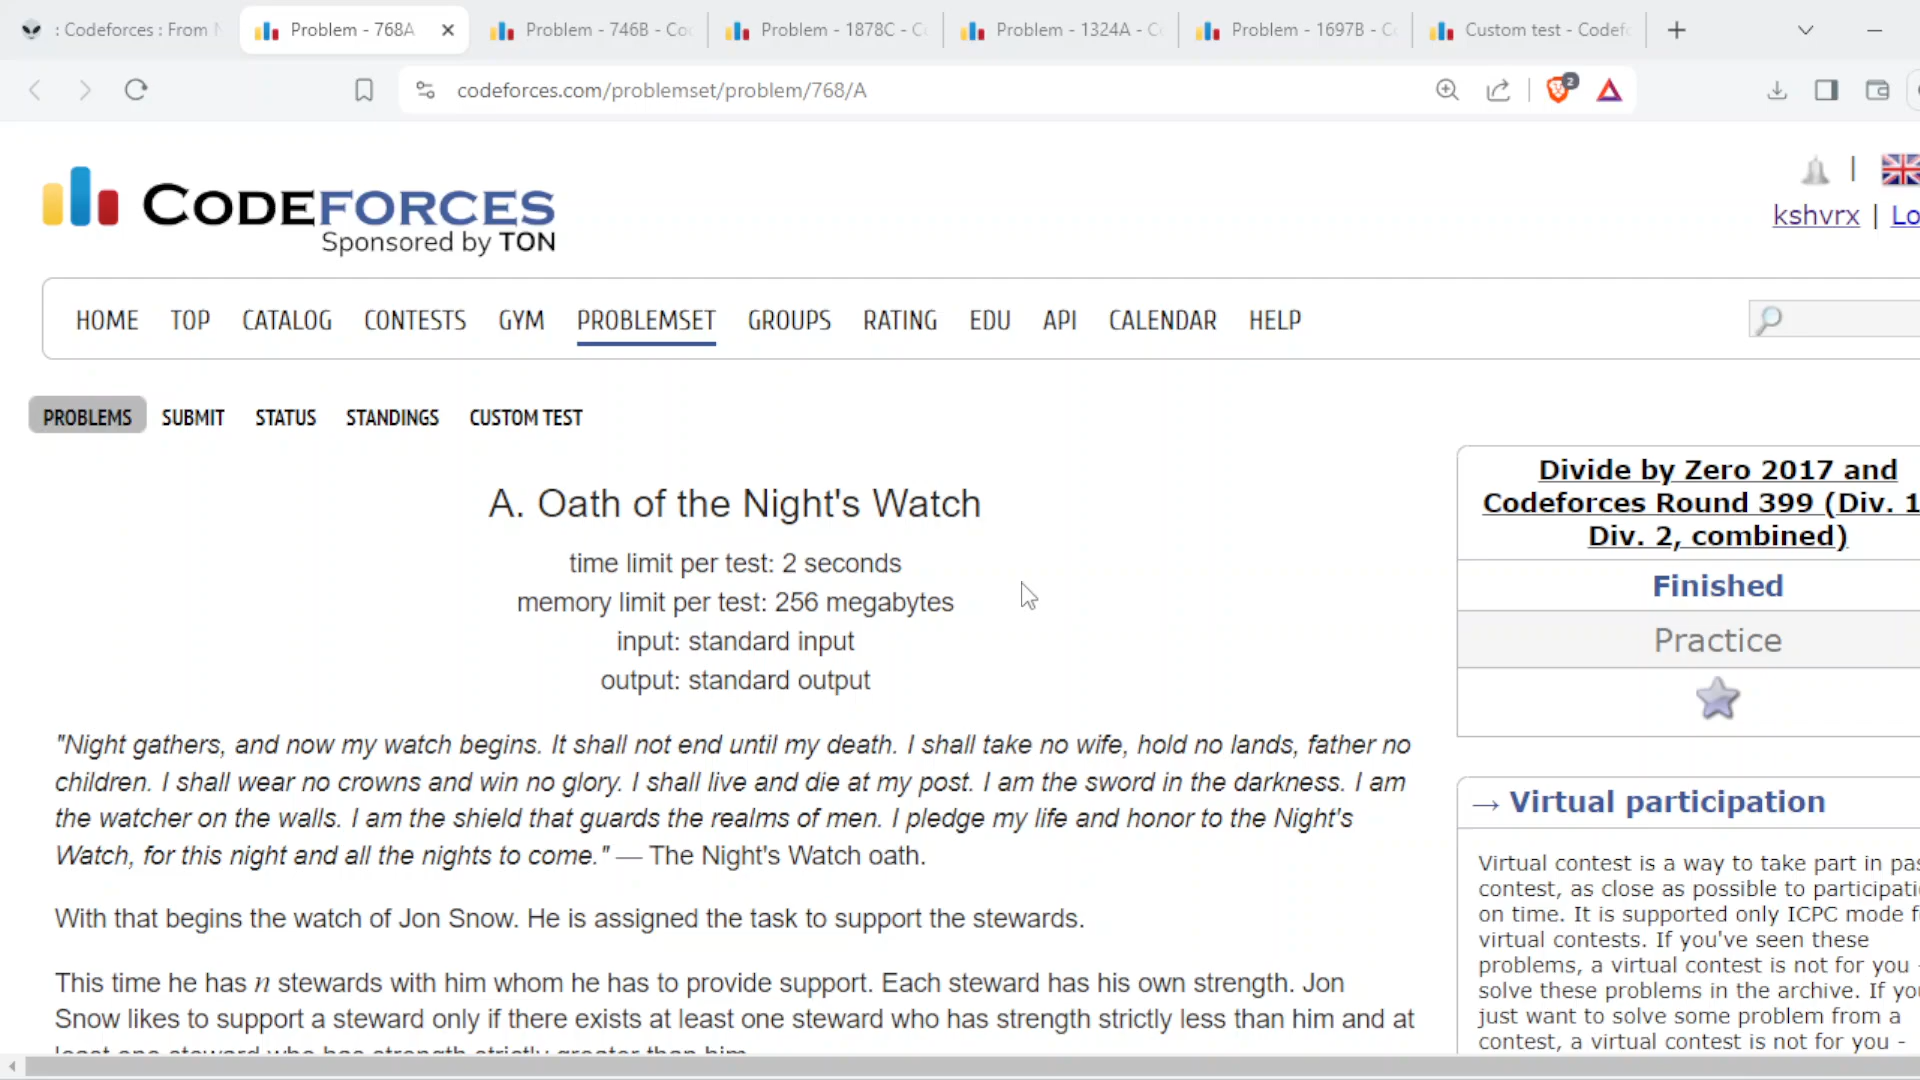 : Codeforces : From
Problem - 768A
Problem - 746B - Co
Problem - 1878C - C
Problem - 1324A - C
Problem - 1697B - Co
Custom test - Codef
codeforces.com/problemset/problem/768/A
2
CODEFORCES
Sponsored by TON
|
kshvrx | Lo
HOME TOP CATALOG CONTESTS GYM PROBLEMSET GROUPS RATING EDU API CALENDAR HELP
PROBLEMS SUBMIT STATUS STANDINGS CUSTOM TEST
A. Oath of the Night's Watch
time limit per test: 2 seconds
memory limit per test: 256 megabytes
input: standard input
output: standard output
"Night gathers, and now my watch begins. It shall not end until my death. I shall take no wife, hold no lands, father no
children. I shall wear no crowns and win no glory. I shall live and die at my post. I am the sword in the darkness. I am
the watcher on the walls. I am the shield that guards the realms of men. I pledge my life and honor to the Night's
Watch, for this night and all the nights to come." — The Night's Watch oath.
With that begins the watch of Jon Snow. He is assigned the task to support the stewards.
This time he has n stewards with him whom he has to provide support. Each steward has his own strength. Jon
Snow likes to support a steward only if there exists at least one steward who has strength strictly less than him and at
least one steward who has strength strictly greater than him.
Divide by Zero 2017 and
Codeforces Round 399 (Div. 1
Div. 2, combined)
Finished
Practice
→ Virtual participation
Virtual contest is a way to take part in pas
contest, as close as possible to participati
on time. It is supported only ICPC mode f
virtual contests. If you've seen these
problems, a virtual contest is not for you -
solve these problems in the archive. If you
just want to solve some problem from a
contest, a virtual contest is not for you -